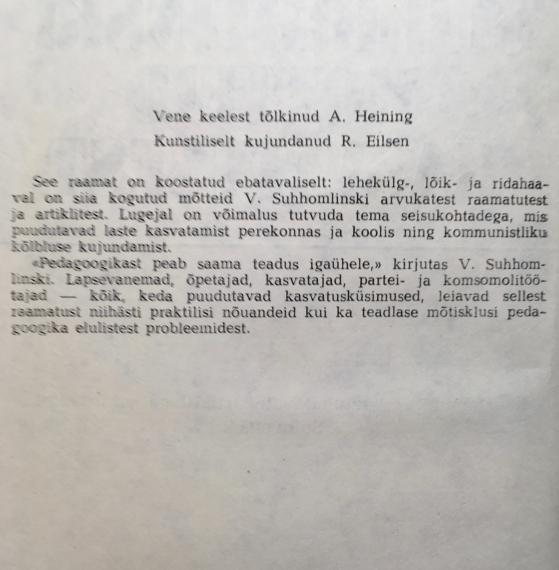 Vene keelest tõlkinud A. Heining
Kunstiliselt kujundanud R. Eilsen
See raamat on koostatud ebatavaliselt: lehekülg-, lõik- ja ridahaa-
val on siia kogutud mõtteid V. Suhhomlinski arvukatest raamatutest
ja artiklitest. Lugejal on võimalus tutvuda tema seisukohtadega, mis
puudutavad laste kasvatamist perekonnas ja koolis ning kommunistliku
kõlbluse kujundamist.
«Pedagoogikast peab saama teadus igaühele,» kirjutas V. Suhhom-
linski. Lapsevanemad, õpetajad, kasvatajad, partei- ja komsomolitöö-
tajad — kõik, keda puudutavad kasvatusküsimused, leiavad sellest
raamatust niihästi praktilisi nõuandeid kui ka teadlase mõtisklusi peda-
googika elulistest probleemidest.